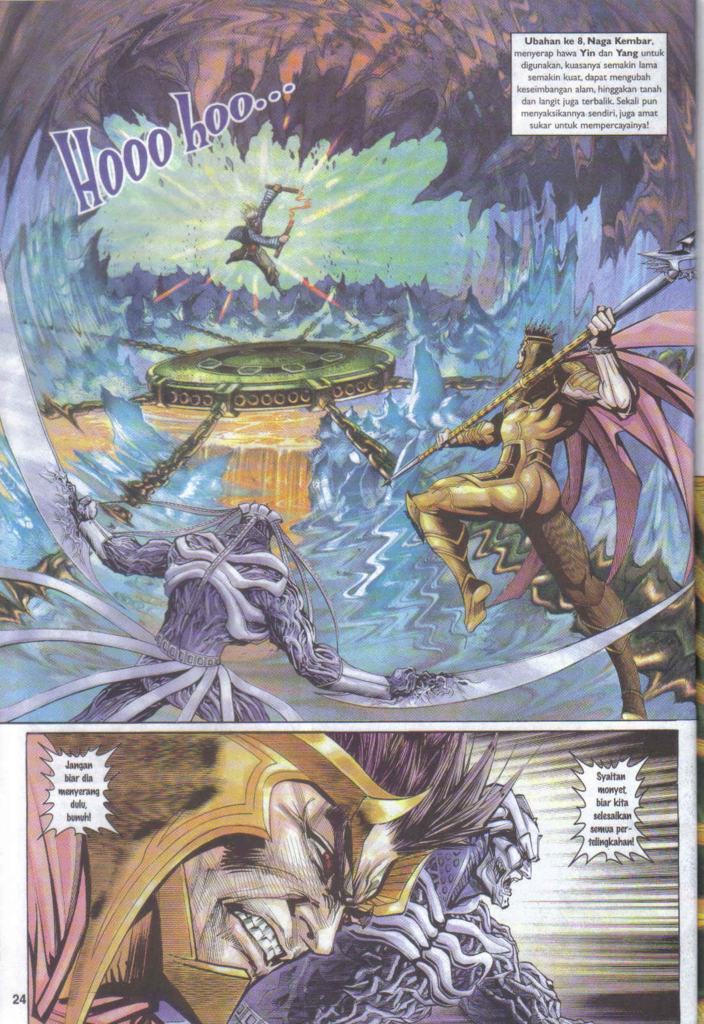 Ubahan ke 8, Naga Kembar,
menyerap hawa Yin dan Yang untuk
digunakan, kuasanya semakin lama
semakin kuat, dapat mengubah
keseimbangan alam, hinggakan tanah
dan langit juga terbalik. Sekali pun
menyaksikannya sendiri, juga amat
sukar untuk mempercayainya!
Hooo hoo...
Jangan
biar dia
menyerang
dulu,
bunuh!
Syaitan
monyet,
biar kita
selesaikan
semua per-
telingkahan!
24